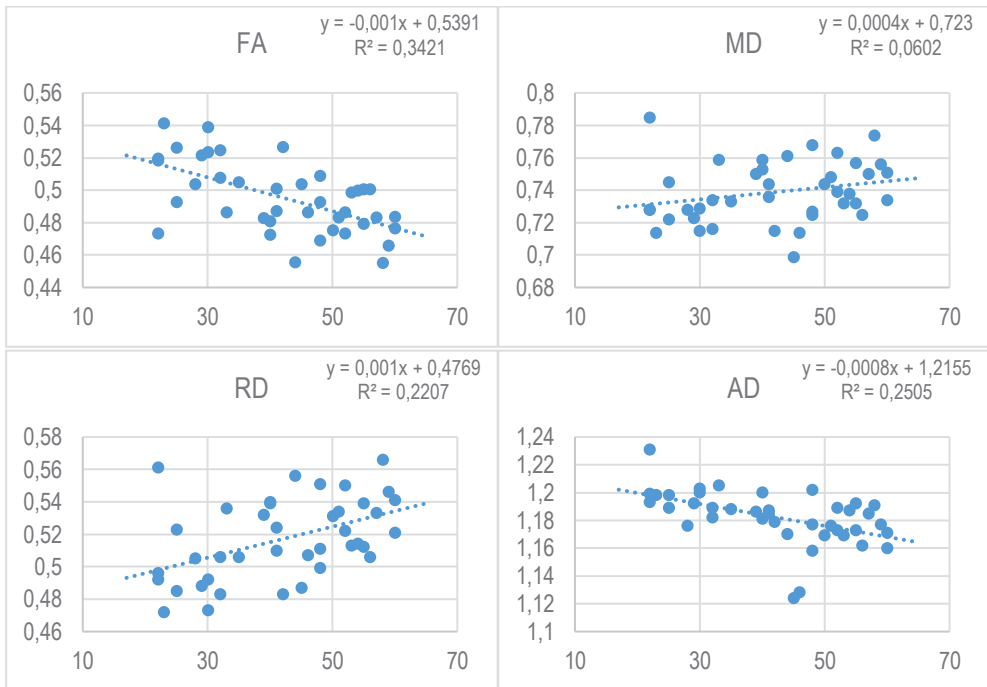 y = -0,001x + 0,5391
R² = 0,3421
FA
0,56
0,54
0,52
0,5
0,48
0,46
0,44
10 30 50 70
y = 0,0004x + 0,723
R² = 0,0602
MD
0,8
0,78
0,76
0,74
0,72
0,7
0,68
10 30 50 70
y = 0,001x + 0,4769
R² = 0,2207
RD
0,58
0,56
0,54
0,52
0,5
0,48
0,46
10 30 50 70
y = -0,0008x + 1,2155
R² = 0,2505
AD
1,24
1,22
1,2
1,18
1,16
1,14
1,12
1,1
10 30 50 70